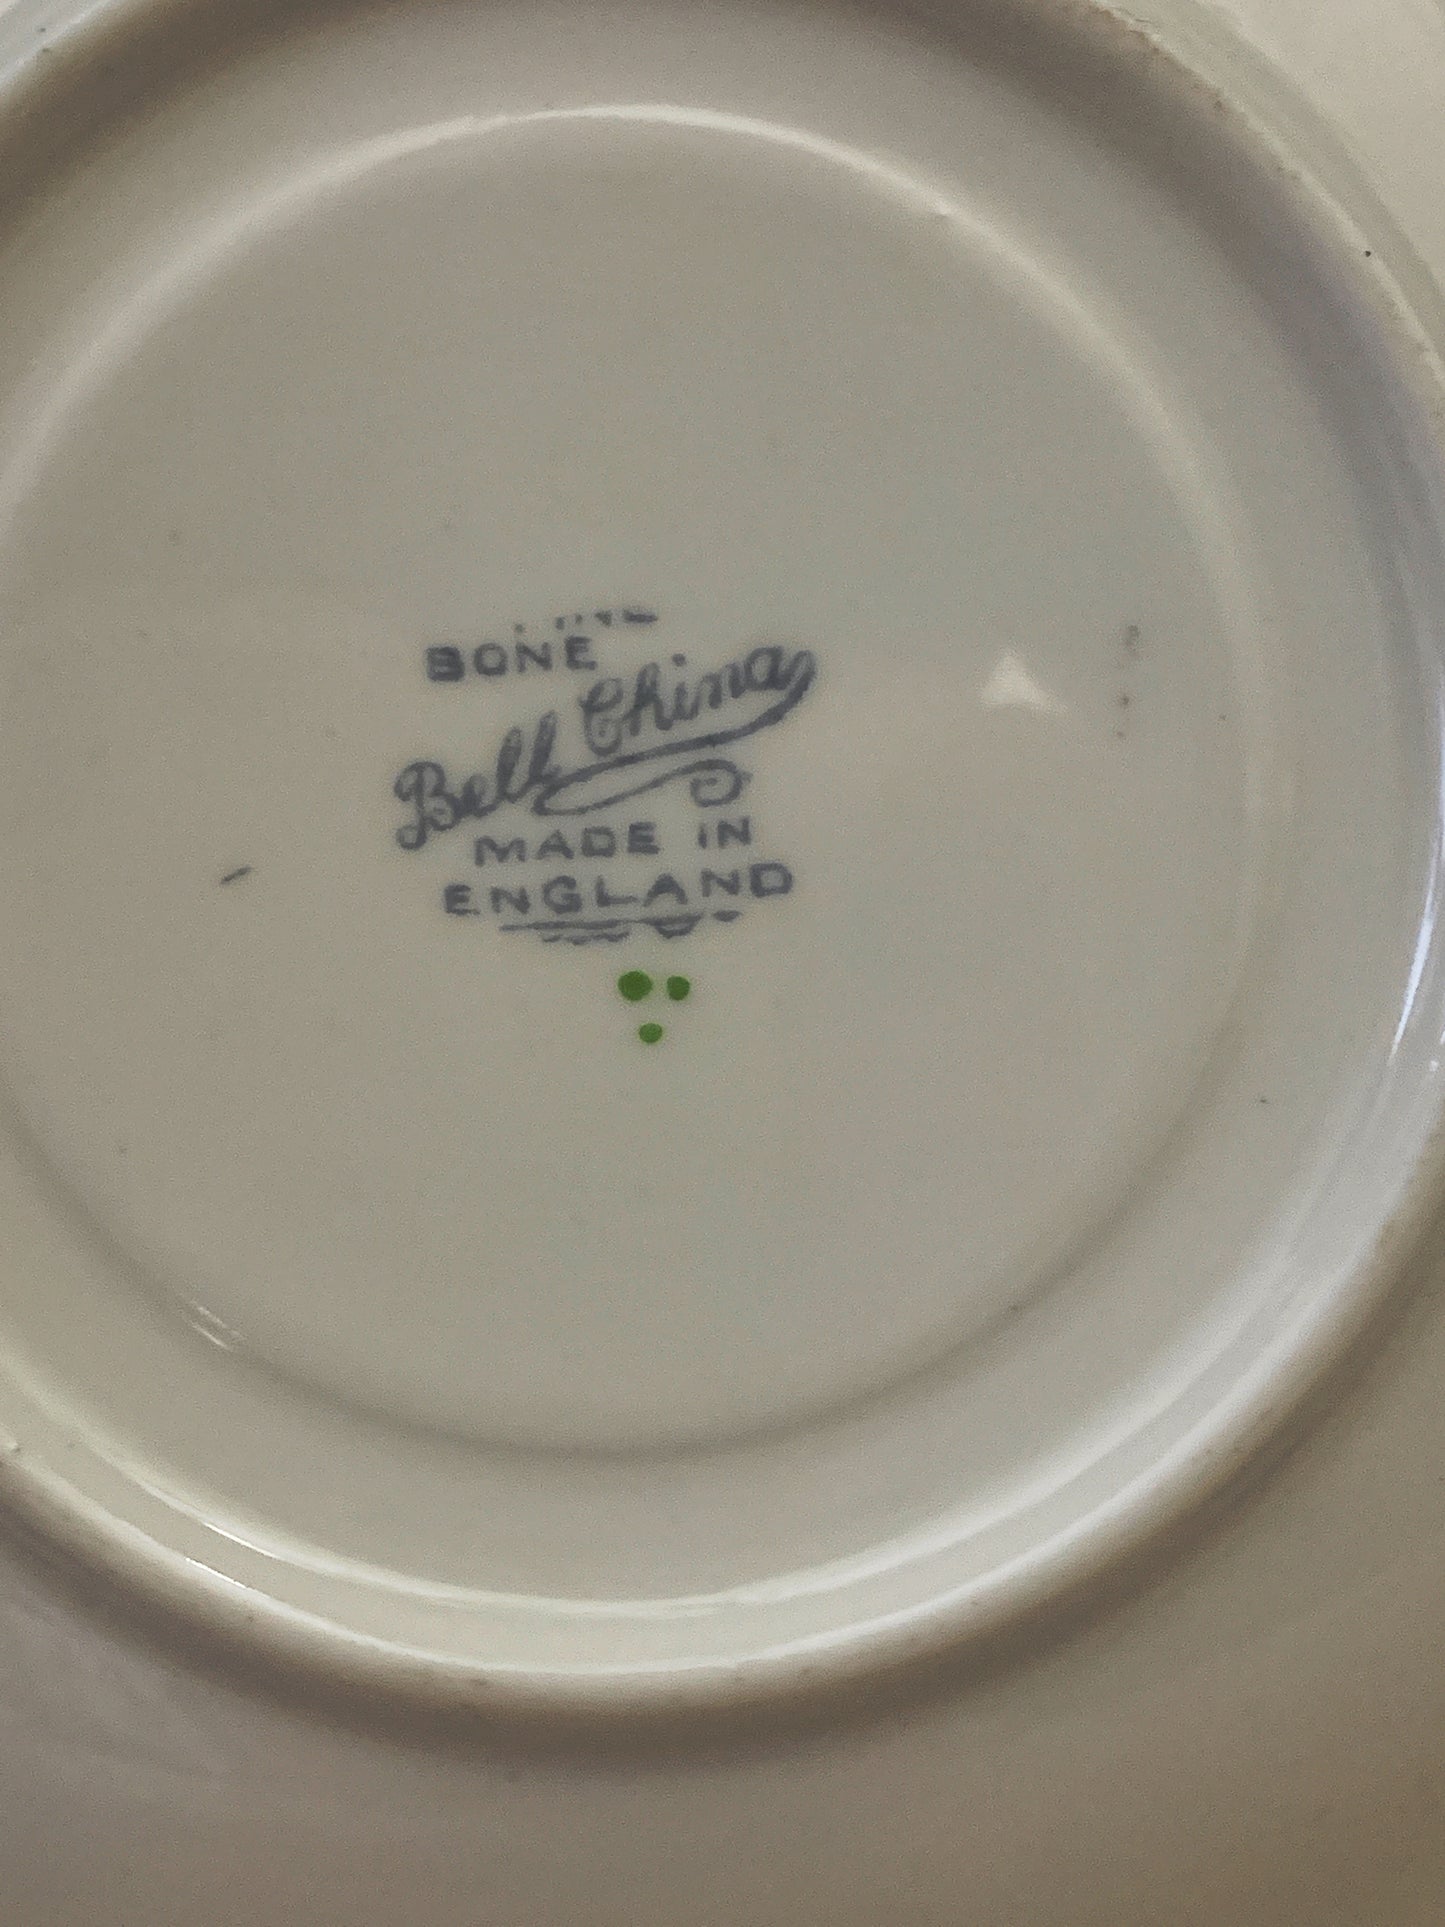 BONE
Bell China
MADE IN
ENGLAND